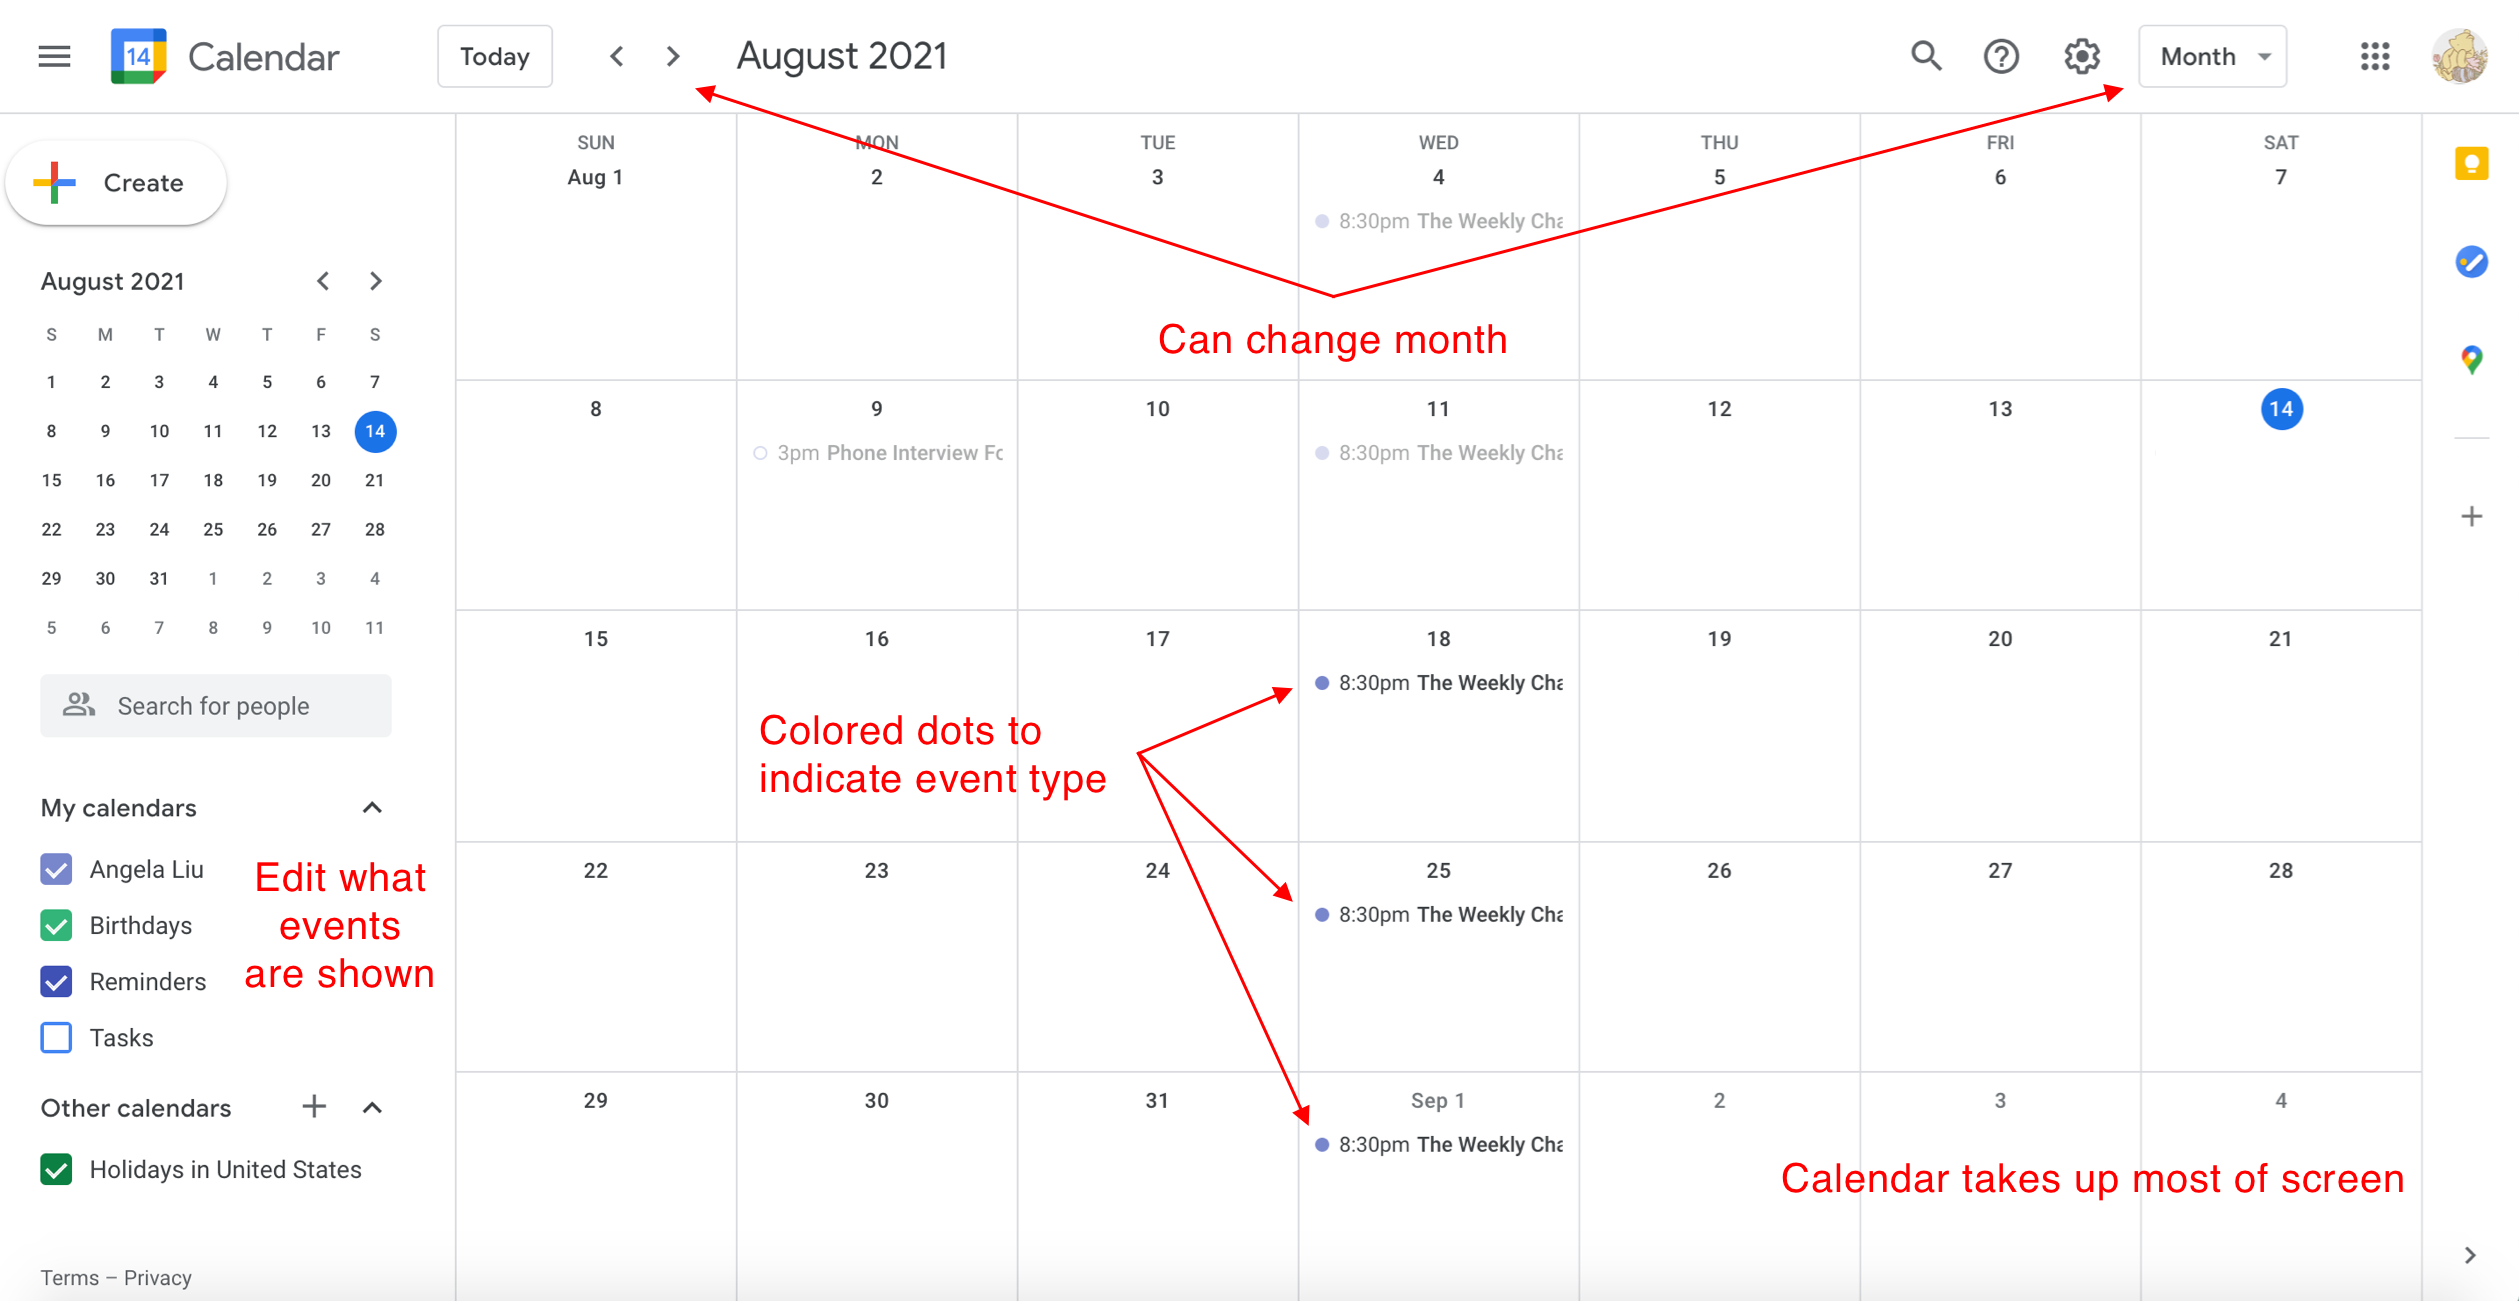 14 Calendar Today August 2021 Month
Create
August 2021
S M T W T F S
1 2 3 4 5 6 7
8 9 10 11 12 13 14
15 16 17 18 19 20 21
22 23 24 25 26 27 28
29 30 31 1 2 3 4
5 6 7 8 9 10 11
Search for people
My calendars
Angela Liu
Birthdays
Reminders
Tasks
Edit what
events
are shown
Other calendars
Holidays in United States
Terms – Privacy
SUN MON TUE WED THU FRI SAT
Aug 1 2 3 4 5 6 7
8:30pm The Weekly Cha
Can change month
8 9 10 11 12 13 14
3pm Phone Interview Fo 8:30pm The Weekly Cha
15 16 17 18 19 20 21
8:30pm The Weekly Cha
Colored dots to
indicate event type
22 23 24 25 26 27 28
8:30pm The Weekly Cha
29 30 31 Sep 1 2 3 4
8:30pm The Weekly Cha
Calendar takes up most of screen